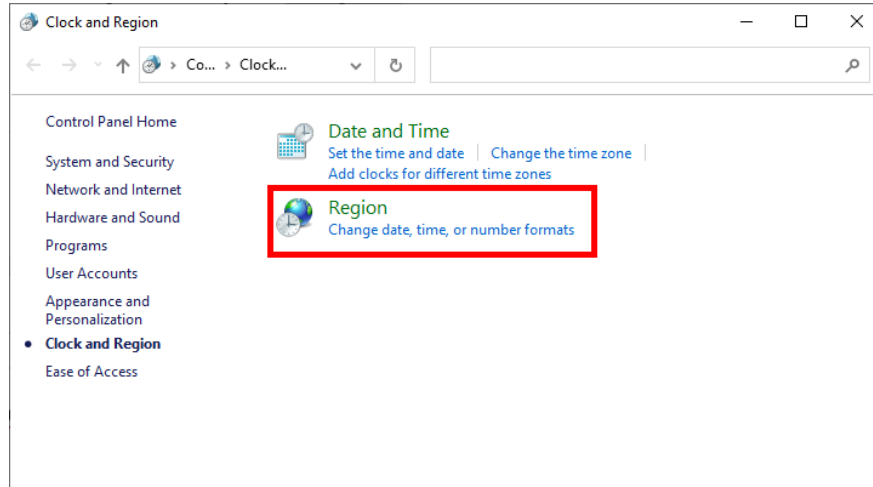 Clock and Region
Co... › Clock...
Control Panel Home
System and Security
Network and Internet
Hardware and Sound
Programs
User Accounts
Appearance and
Personalization
Clock and Region
Ease of Access
Date and Time
Set the time and date
Change the time zone
Add clocks for different time zones
Region
Change date, time, or number formats